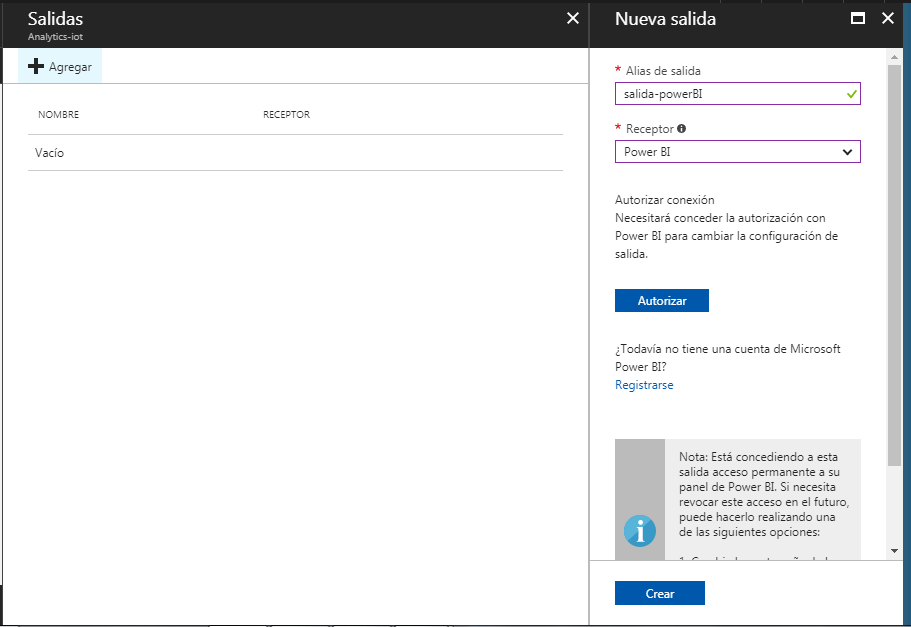 Salidas
Analytics-iot
Agregar
NOMBRE RECEPTOR
Vacío
Nueva salida
* Alias de salida
salida-powerBI
* Receptor
Power BI
Autorizar conexión
Necesitará conceder la autorización con
Power BI para cambiar la configuración de
salida.
Autorizar
¿Todavía no tiene una cuenta de Microsoft
Power BI?
Registrarse
Nota: Está concediendo a esta
salida acceso permanente a su
panel de Power BI. Si necesita
revocar este acceso en el futuro,
puede hacerlo realizando una
de las siguientes opciones:
Crear